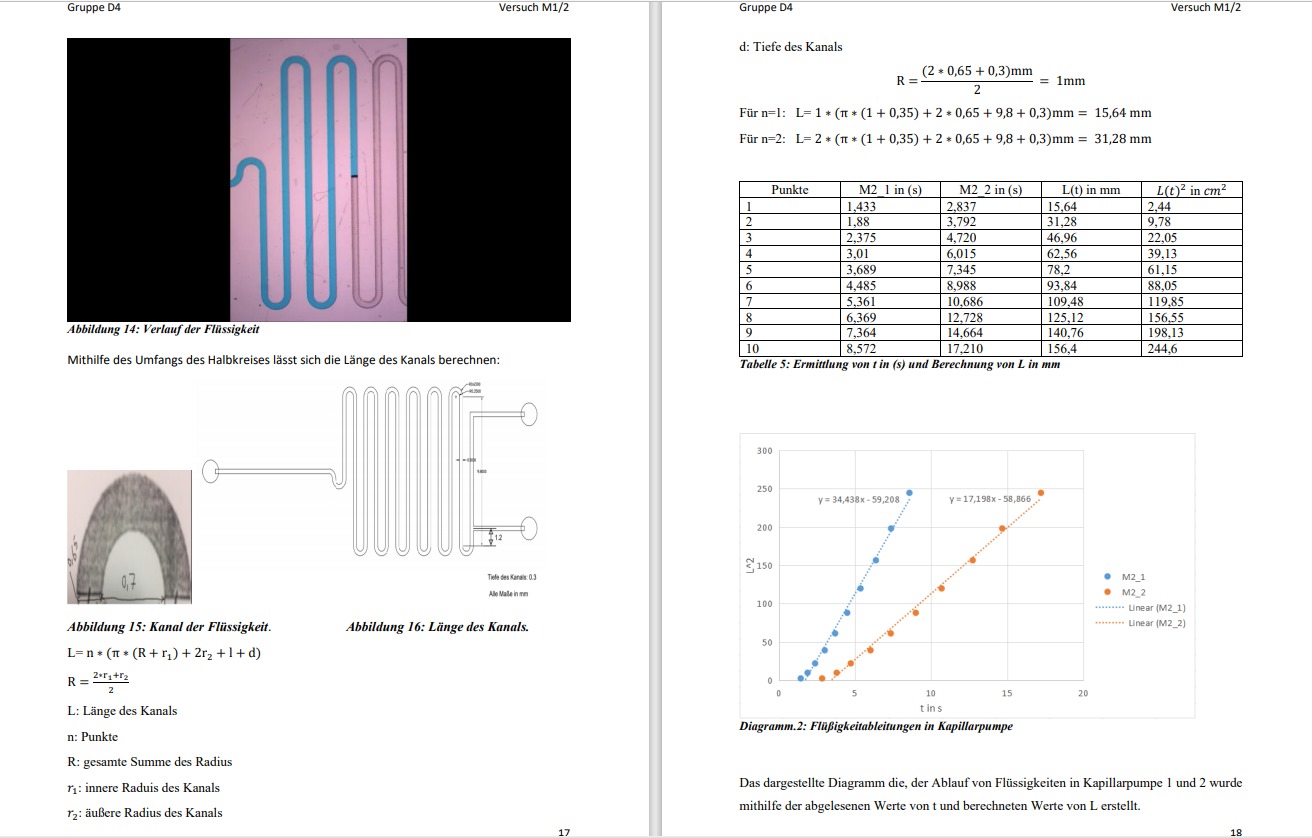 Gruppe D4 Versuch M1/2
Abbildung 14: Verlauf der Flüssigkeit
Mithilfe des Umfangs des Halbkreises lässt sich die Länge des Kanals berechnen:
1.2
Tiefe des Kanals: 0.3
Alle Maße in mm
0,65
0,7
Abbildung 15: Kanal der Flüssigkeit. Abbildung 16: Länge des Kanals.
L= n ∗ (π ∗ (R + r₁) + 2r₂ + l + d)
R = (2∗r₁+r₂)/2
L: Länge des Kanals
n: Punkte
R: gesamte Summe des Radius
r₁: innere Raduis des Kanals
r₂: äußere Radius des Kanals
17
Gruppe D4 Versuch M1/2
d: Tiefe des Kanals
R = (2 ∗ 0,65 + 0,3)mm/2 = 1mm
Für n=1: L= 1 ∗ (π ∗ (1 + 0,35) + 2 ∗ 0,65 + 9,8 + 0,3)mm = 15,64 mm
Für n=2: L= 2 ∗ (π ∗ (1 + 0,35) + 2 ∗ 0,65 + 9,8 + 0,3)mm = 31,28 mm
Punkte M2_1 in (s) M2_2 in (s) L(t) in mm L(t)² in cm²
1 1,433 2,837 15,64 2,44
2 1,88 3,792 31,28 9,78
3 2,375 4,720 46,96 22,05
4 3,01 6,015 62,56 39,13
5 3,689 7,345 78,2 61,15
6 4,485 8,988 93,84 88,05
7 5,361 10,686 109,48 119,85
8 6,369 12,728 125,12 156,55
9 7,364 14,664 140,76 198,13
10 8,572 17,210 156,4 244,6
Tabelle 5: Ermittlung von t in (s) und Berechnung von L in mm
300
250
200
150
100
50
0
L^2
y = 34,438x - 59,208 y = 17,198x - 58,866
0 5 10 15 20
t in s
M2_1
M2_2
Linear (M2_1)
Linear (M2_2)
Diagramm.2: Flüßigkeitableitungen in Kapillarpumpe
Das dargestellte Diagramm die, der Ablauf von Flüssigkeiten in Kapillarpumpe 1 und 2 wurde
mithilfe der abgelesenen Werte von t und berechneten Werte von L erstellt.
18